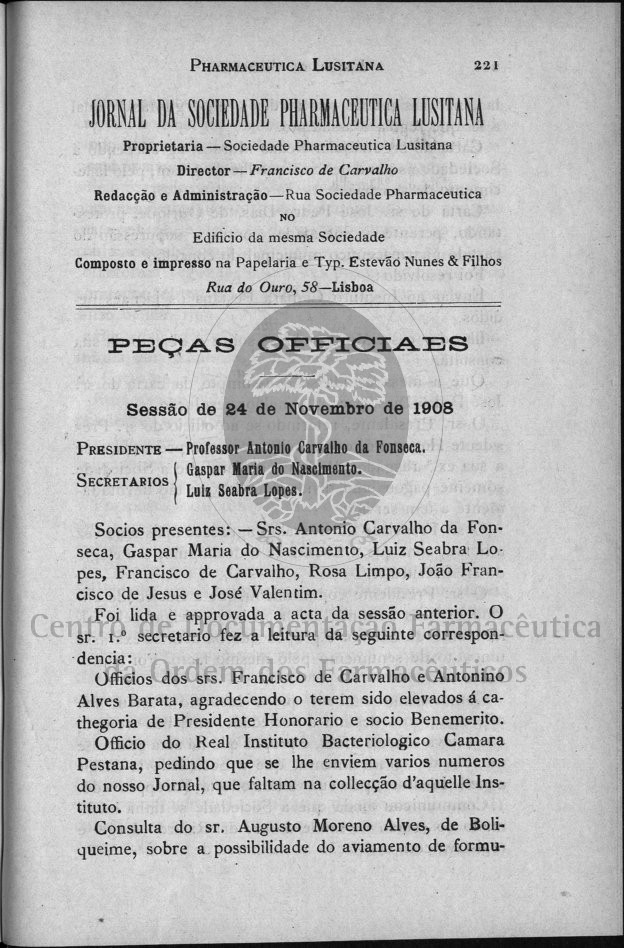 PHARMACEUTICA LUSITANA 221
JORNAL DA SOCIEDADE PHARMACEUTICA LUSITANA
Proprietaria — Sociedade Pharmaceutica Lusitana
Director — Francisco de Carvalho
Redacção e Administração — Rua Sociedade Pharmaceutica
NO
Edificio da mesma Sociedade
Composto e impresso na Papelaria e Typ. Estevão Nunes & Filhos
Rua do Ouro, 58—Lisboa
PEÇAS OFFICIAES
Sessão de 24 de Novembro de 1908
PRESIDENTE — Professor Antonio Carvalho da Fonseca.
SECRETARIOS { Gaspar Maria do Nascimento.
Luiz Seabra Lopes.
Socios presentes: — Srs. Antonio Carvalho da Fon-
seca, Gaspar Maria do Nascimento, Luiz Seabra Lo-
pes, Francisco de Carvalho, Rosa Limpo, João Fran-
cisco de Jesus e José Valentim.
Foi lida e approvada a acta da sessão anterior. O
sr. 1.º secretario fez a leitura da seguinte correspon-
dencia:
Officios dos srs. Francisco de Carvalho e Antonino
Alves Barata, agradecendo o terem sido elevados á ca-
thegoria de Presidente Honorario e socio Benemerito.
Officio do Real Instituto Bacteriologico Camara
Pestana, pedindo que se lhe enviem varios numeros
do nosso Jornal, que faltam na collecção d'aquelle Ins-
tituto.
Consulta do sr. Augusto Moreno Alves, de Boli-
queime, sobre a possibilidade do aviamento de formu-
Centro de Documentação Farmacêutica
da Ordem dos Farmacêuticos